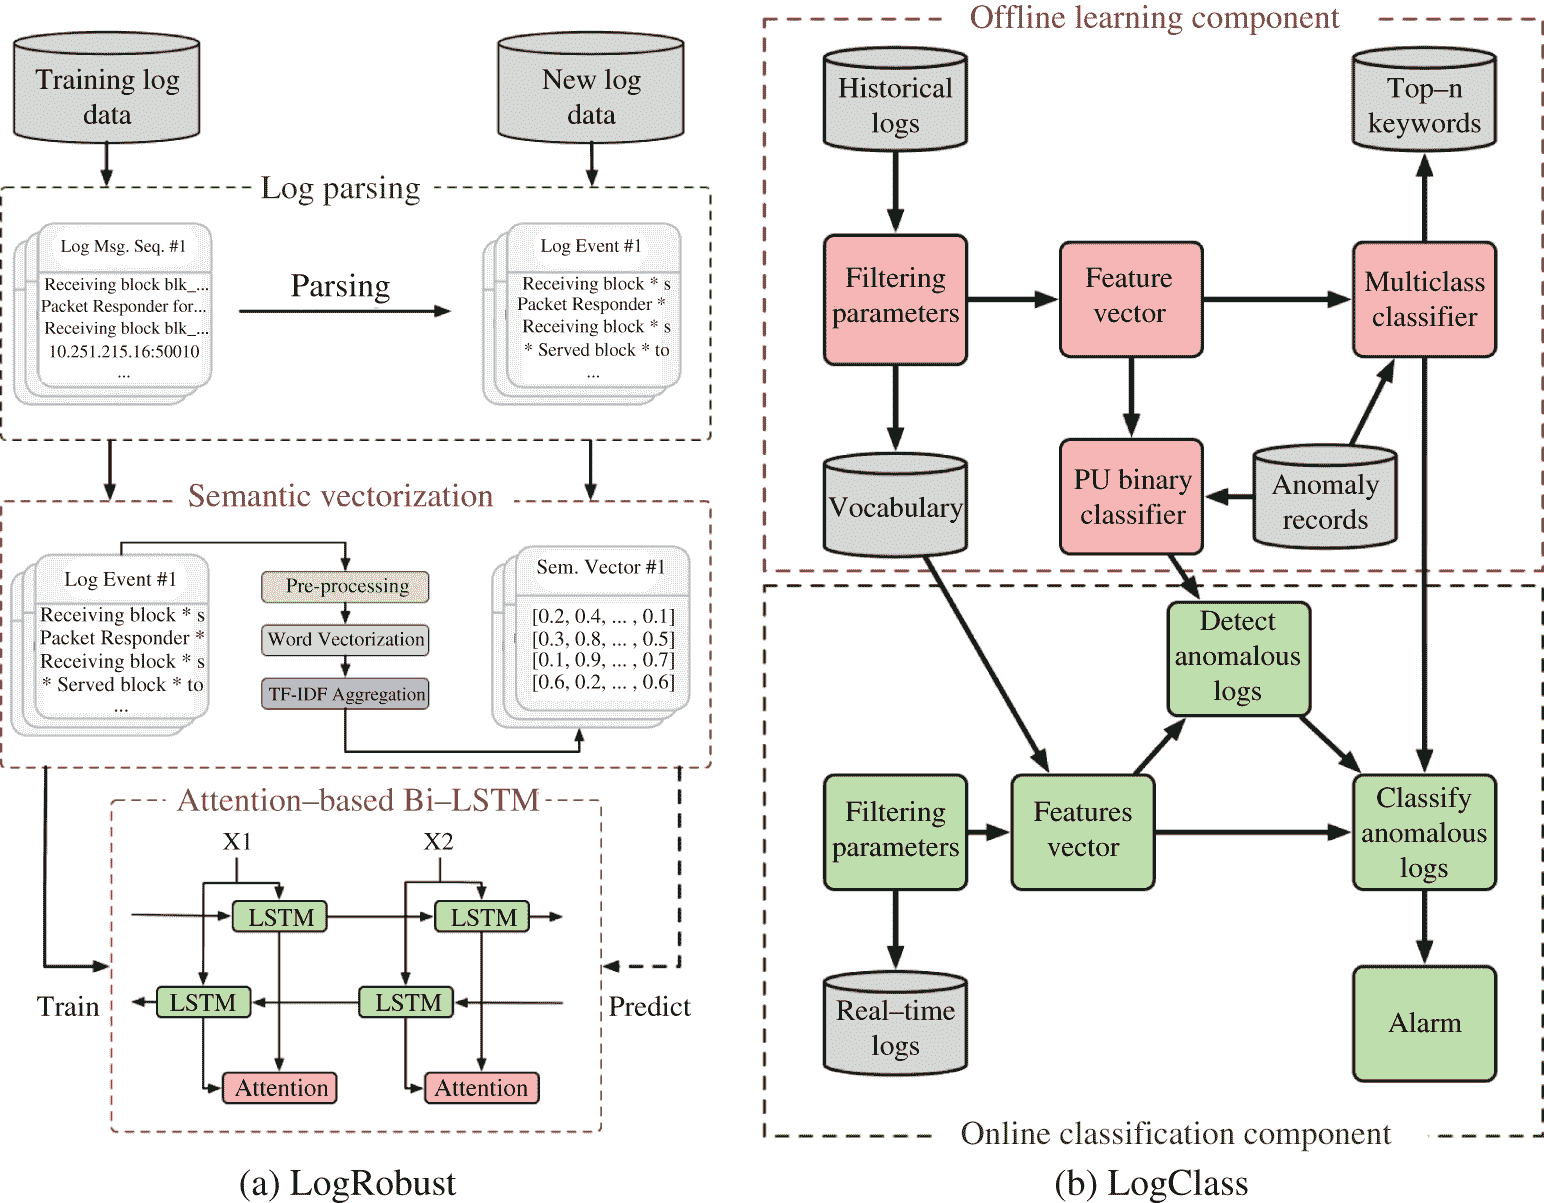 Training log
data
New log
data
Log parsing
Log Msg. Seq. #1
Receiving block blk_...
Packet Responder for...
Receiving block blk_...
10.251.215.16:50010
...
Parsing
Log Event #1
Receiving block * s
Packet Responder *
Receiving block * s
* Served block * to
...
Semantic vectorization
Log Event #1
Receiving block * s
Packet Responder *
Receiving block * s
* Served block * to
...
Pre-processing
Word Vectorization
TF-IDF Aggregation
Sem. Vector #1
[0.2, 0.4, ... , 0.1]
[0.3, 0.8, ... , 0.5]
[0.1, 0.9, ... , 0.7]
[0.6, 0.2, ... , 0.6]
Attention–based Bi–LSTM
X1
X2
LSTM
LSTM
LSTM
LSTM
Train
Predict
Attention
Attention
(a) LogRobust
Offline learning component
Historical
logs
Top–n
keywords
Filtering
parameters
Feature
vector
Multiclass
classifier
Vocabulary
PU binary
classifier
Anomaly
records
Detect
anomalous
logs
Filtering
parameters
Features
vector
Classify
anomalous
logs
Real–time
logs
Alarm
Online classification component
(b) LogClass